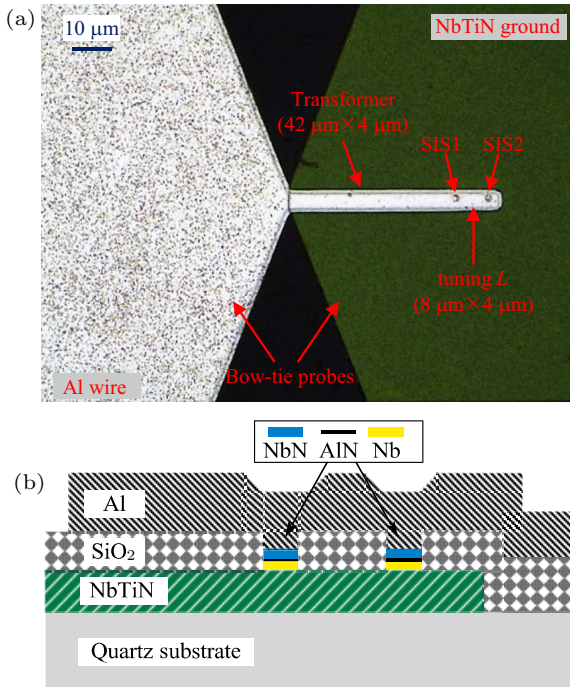 (a)
10 μm
NbTiN ground
Transformer
(42 μm×4 μm)
SIS1
SIS2
tuning L
(8 μm×4 μm)
Bow-tie probes
Al wire
NbN AlN Nb
(b)
Al
SiO₂
NbTiN
Quartz substrate